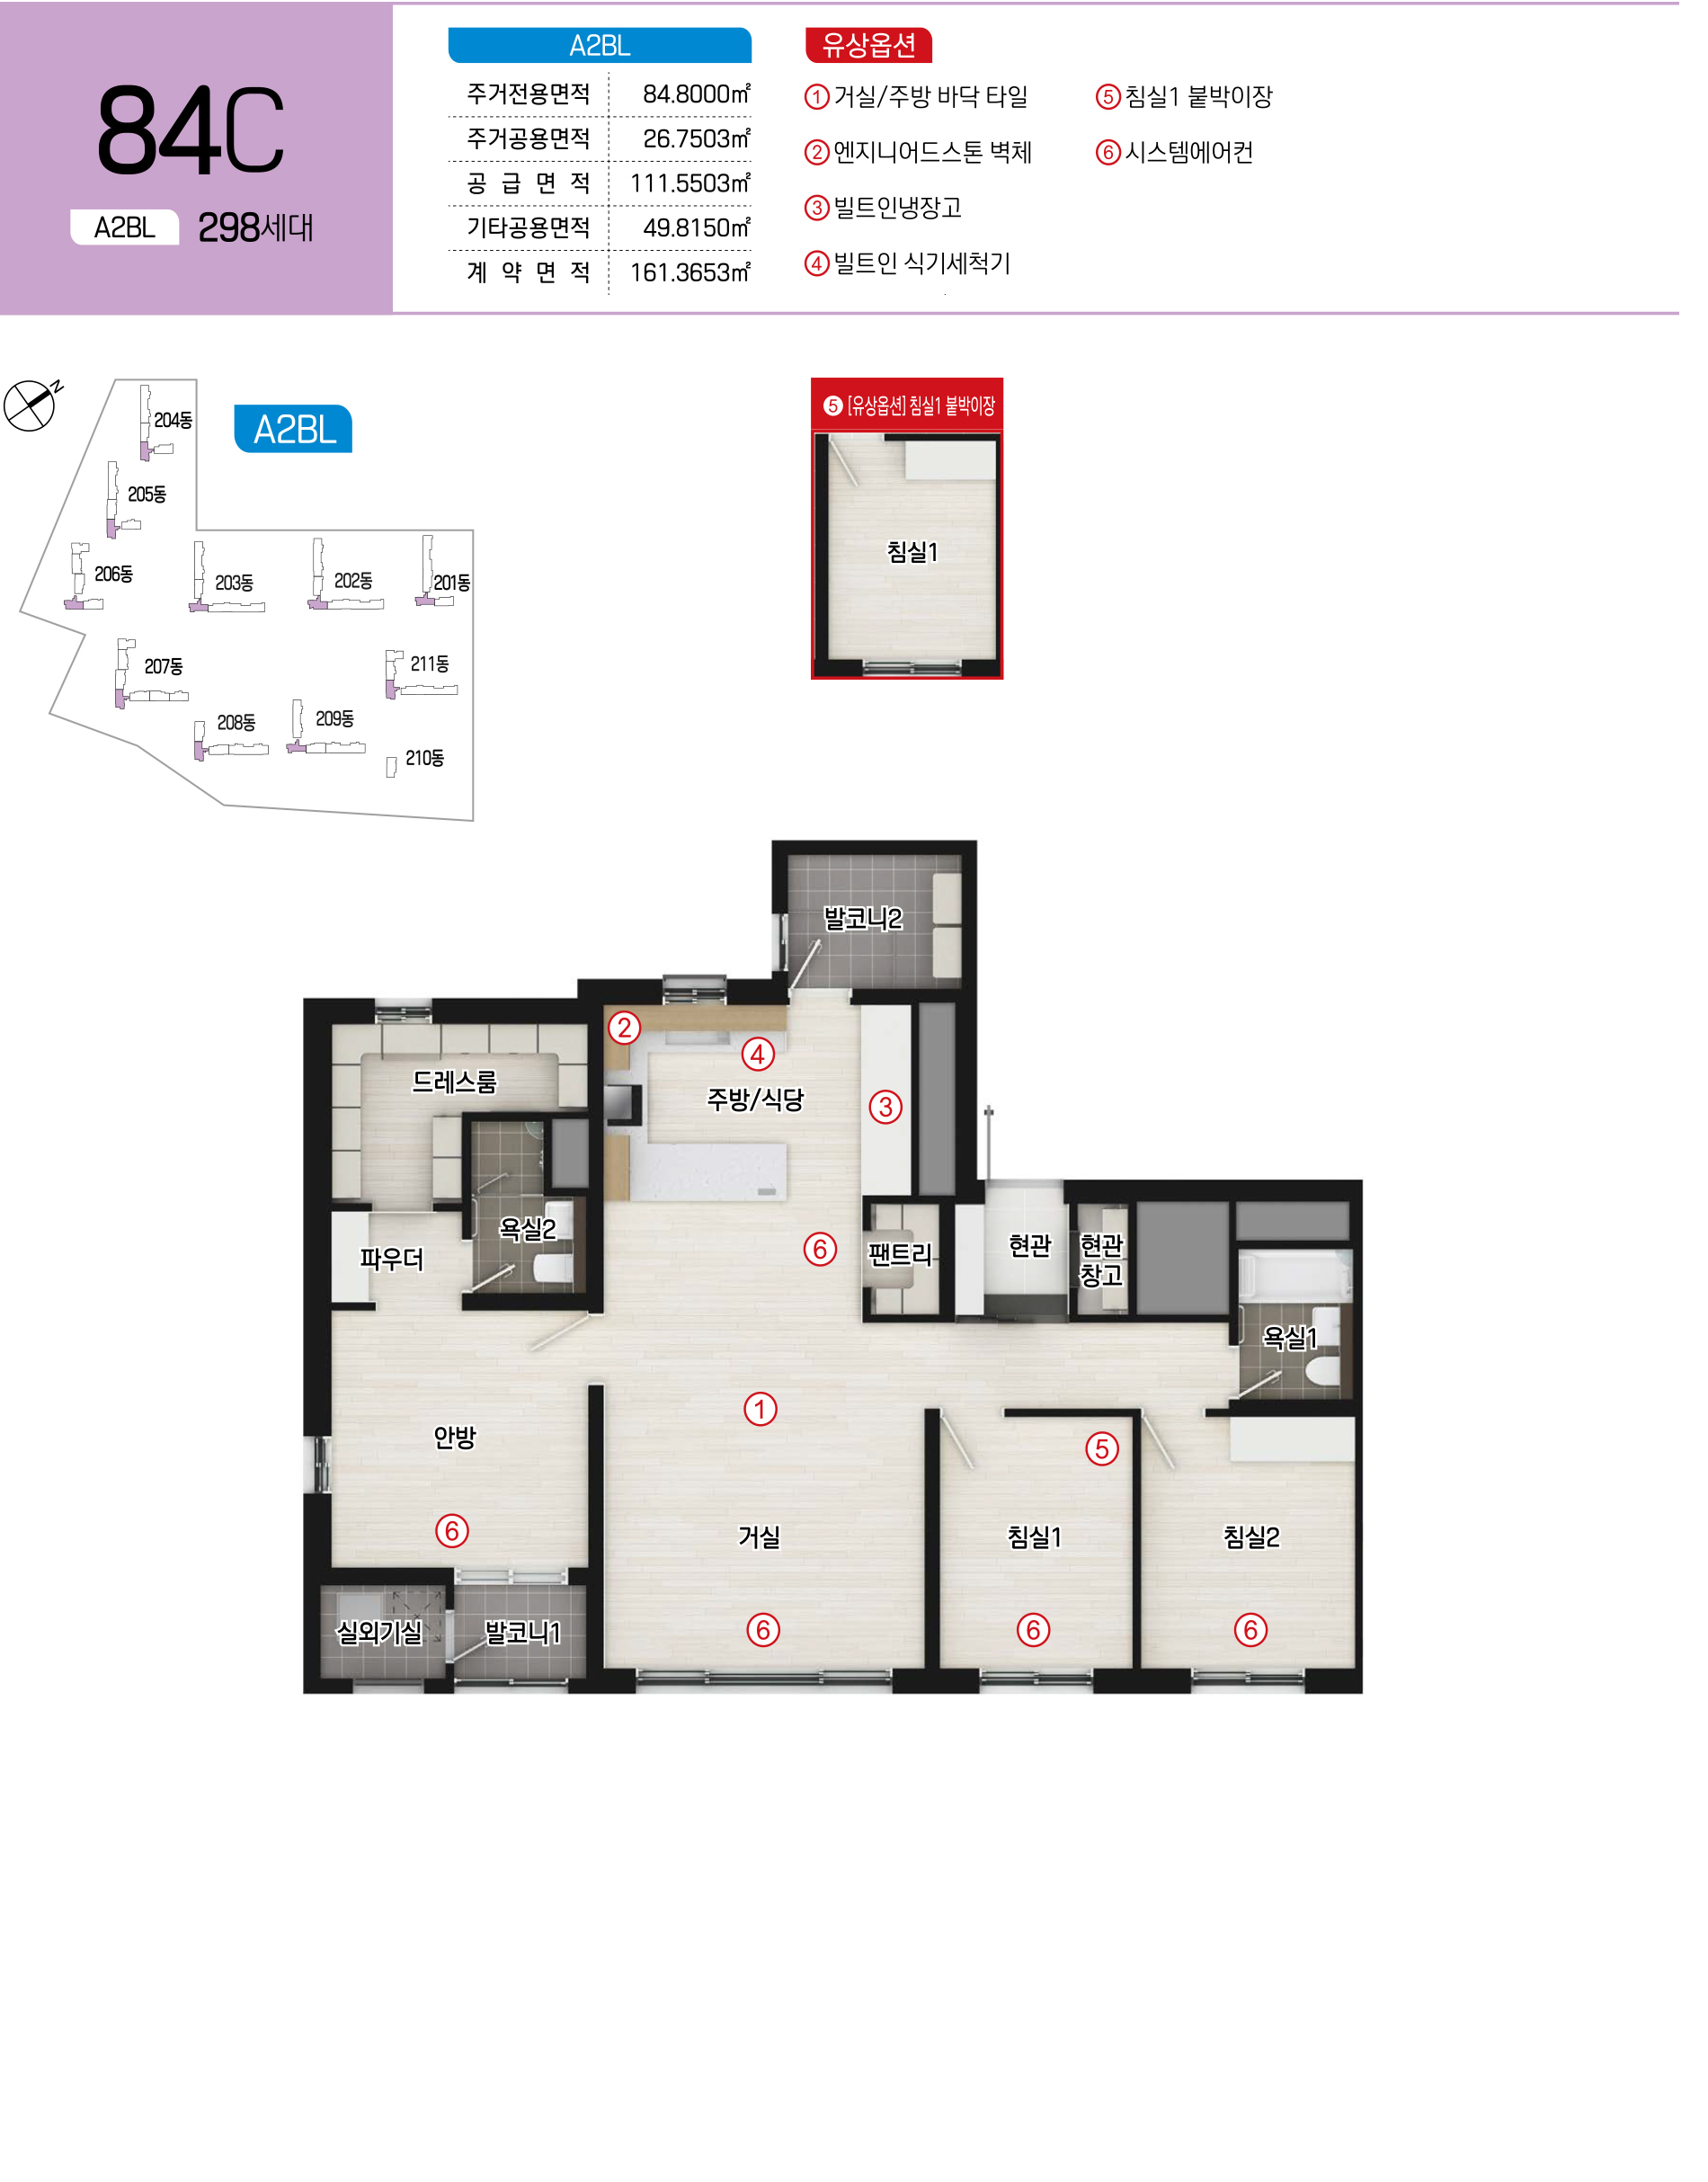 84C
A2BL 298세대
A2BL
주거전용면적 84.8000㎡
주거공용면적 26.7503㎡
공 급 면 적 111.5503㎡
기타공용면적 49.8150㎡
계 약 면 적 161.3653㎡
유상옵션
① 거실/주방 바닥 타일
② 엔지니어드스톤 벽체
③ 빌트인냉장고
④ 빌트인 식기세척기
⑤ 침실1 붙박이장
⑥ 시스템에어컨
N
A2BL
204동
205동
206동
203동
202동
201동
207동
211동
208동
209동
210동
❺ [유상옵션] 침실1 붙박이장
침실1
발코니2
②
④
드레스룸
주방/식당
③
욕실2
파우더
⑥
팬트리
현관
현관
창고
욕실1
①
안방
⑤
⑥
거실
침실1
침실2
실외기실
발코니1
⑥
⑥
⑥